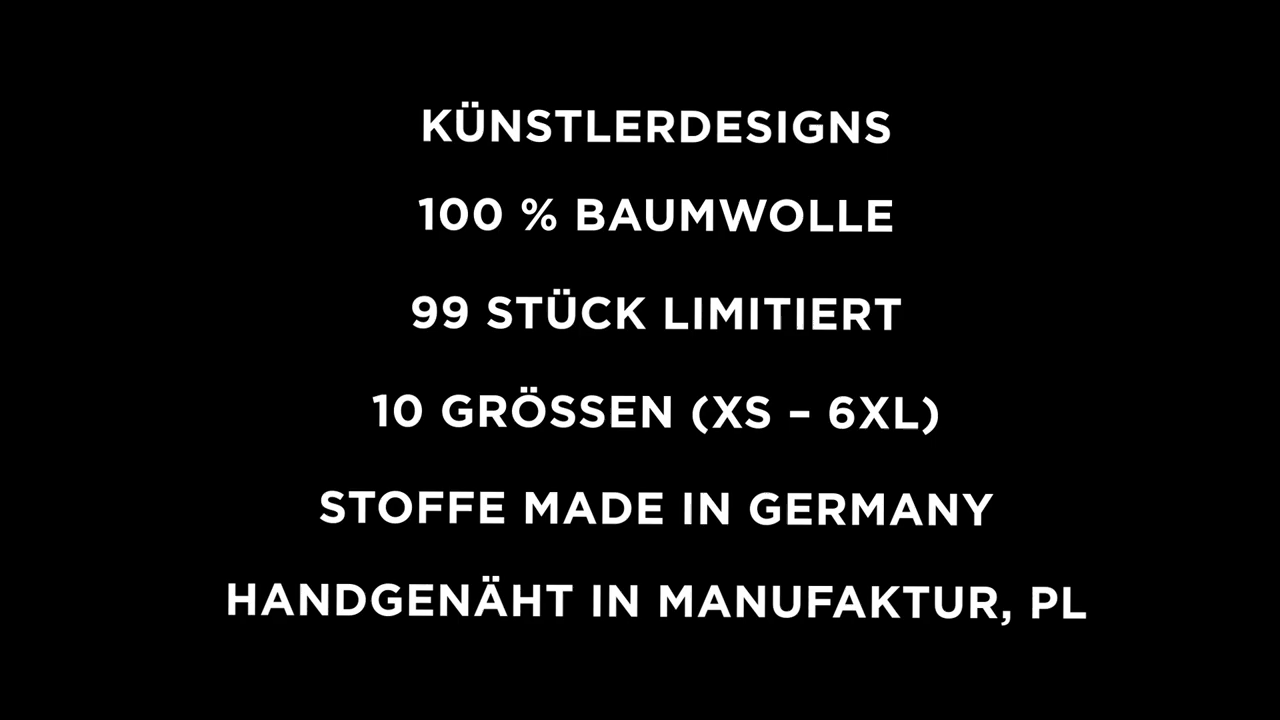 KÜNSTLERDESIGNS
100 % BAUMWOLLE
99 STÜCK LIMITIERT
10 GRÖSSEN (XS – 6XL)
STOFFE MADE IN GERMANY
HANDGENÄHT IN MANUFAKTUR, PL